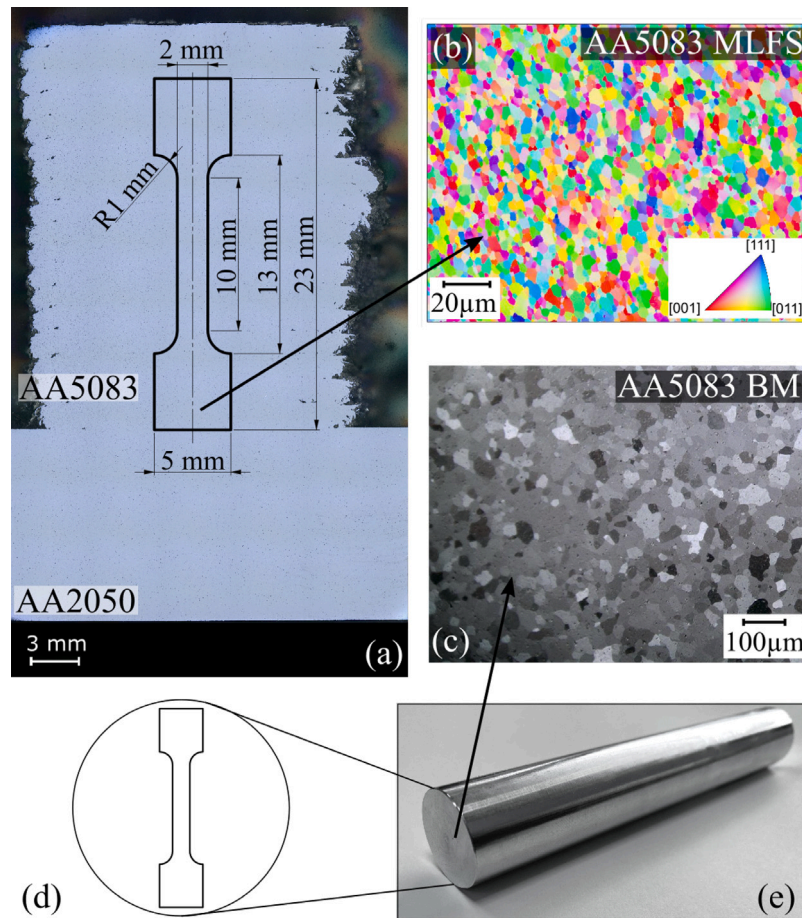 2 mm
R1 mm
10 mm
13 mm
23 mm
AA5083
5 mm
AA2050
3 mm
(a)
(b)
AA5083 MLFS
20µm
[111]
[001]
[011]
AA5083 BM
(c)
100µm
(d)
(e)